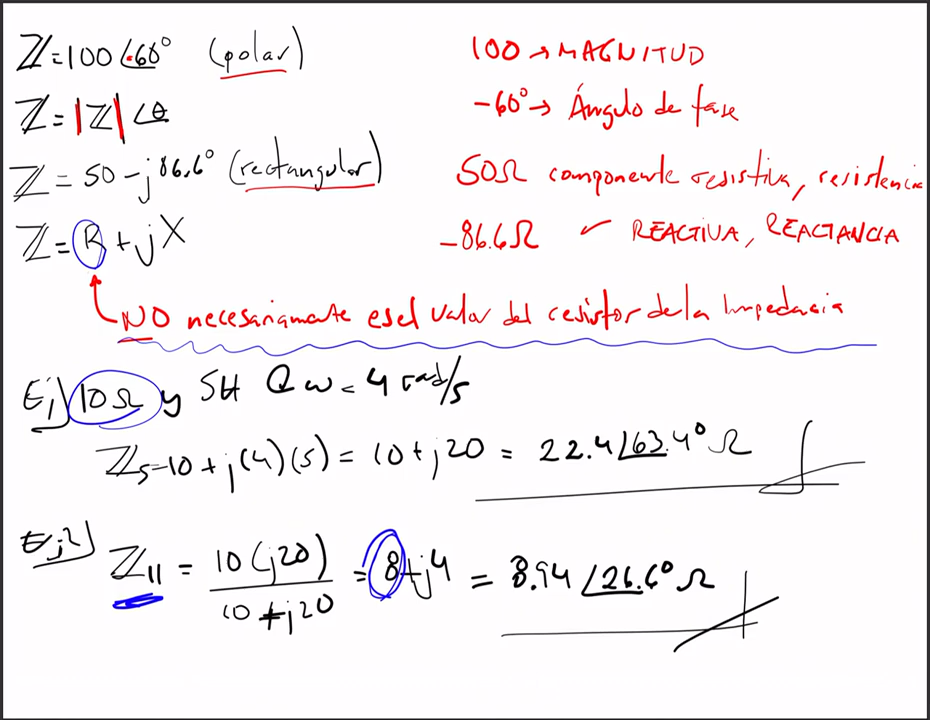 Z=100∠-60° (polar)
100 → MAGNITUD
Z=|Z|∠θ
-60° → Ángulo de fase
Z = 50 - j86.6° (rectangular)
50Ω componente resistiva, resistencia
Z = R + jX
-86.6Ω ✓ REACTIVA, REACTANCIA
NO necesariamente es el valor del resistor de la Impedancia
Ej) 10Ω y 5H @ ω = 4 rad/s
Zs=10 + j(4)(5) = 10 + j20 = 22.4∠63.4° Ω
Ej2)
Z|| = 10(j20) / 10+j20 = 8+j4 = 8.94∠26.6° Ω